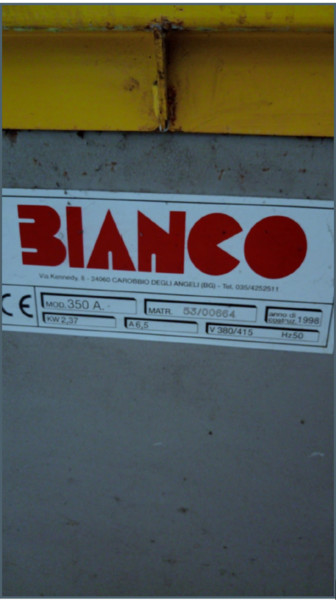 BIANCO
Via Kennedy, 8 - 24060 CAROBBIO DEGLI ANGELI (BG) - Tel. 035/4252511
CE MOD. 350 A. MATR. 53/00664 anno di 1998
KW 2,37 A 6,5 V 380/415 Hz 50